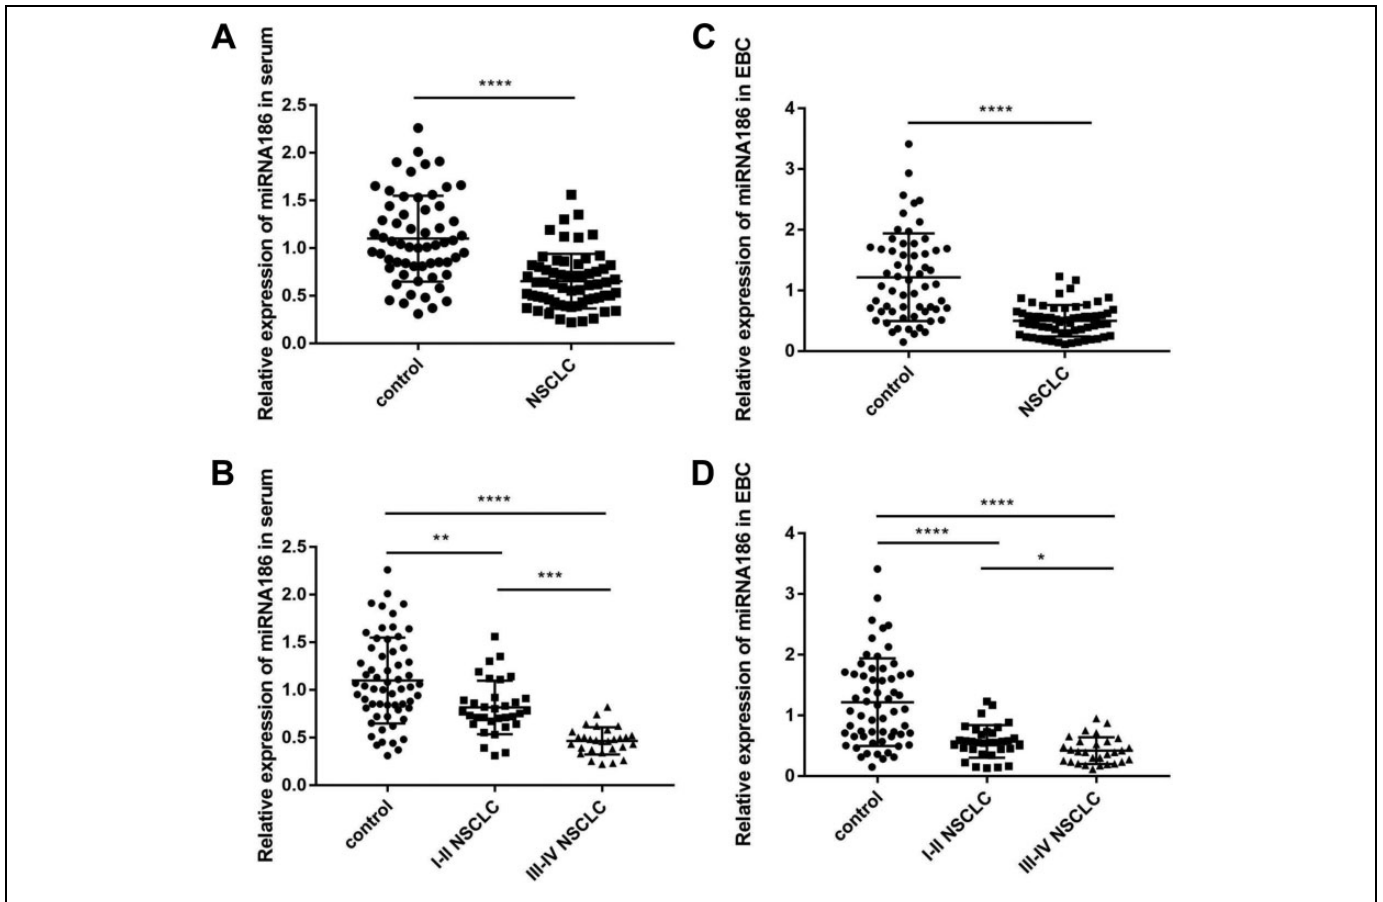 A
Relative expression of miRNA186 in serum
****
2.5
2.0
1.5
1.0
0.5
0.0
control
NSCLC
C
Relative expression of miRNA186 in EBC
****
4
3
2
1
0
control
NSCLC
B
Relative expression of miRNA186 in serum
****
**
***
2.5
2.0
1.5
1.0
0.5
0.0
control
I-II NSCLC
III-IV NSCLC
D
Relative expression of miRNA186 in EBC
****
****
*
4
3
2
1
0
control
I-II NSCLC
III-IV NSCLC